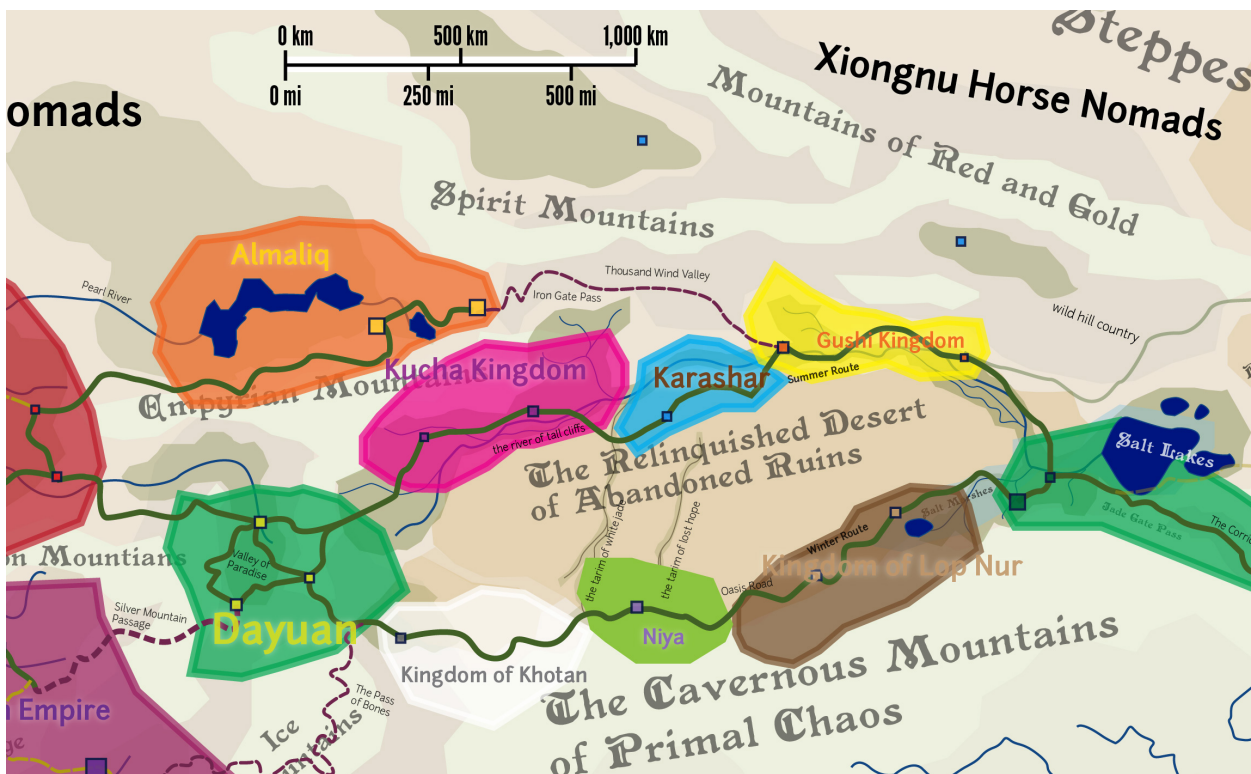 Steppes
0 km 500 km 1,000 km
0 mi 250 mi 500 mi
Xiongnu Horse Nomads
omads
Mountains of Red and Gold
Spirit Mountains
Almaliq
Pearl River
Thousand Wind Valley
Iron Gate Pass
wild hill country
Gushi Kingdom
Kucha Kingdom
Karashar
Summer Route
Empyrian Mountains
the river of tall cliffs
The Relinquished Desert
of Abandoned Ruins
Salt Lakes
Salt Marshes
Jade Gate Pass
The Corri
the tarim of white jade
the tarim of lost hope
Winter Route
Kingdom of Lop Nur
on Mountians
Valley of
Paradise
Oasis Road
Silver Mountain
Passage
Dayuan
Niya
Kingdom of Khotan
The Pass
of Bones
The Cavernous Mountains
of Primal Chaos
n Empire
ge
Ice
untains